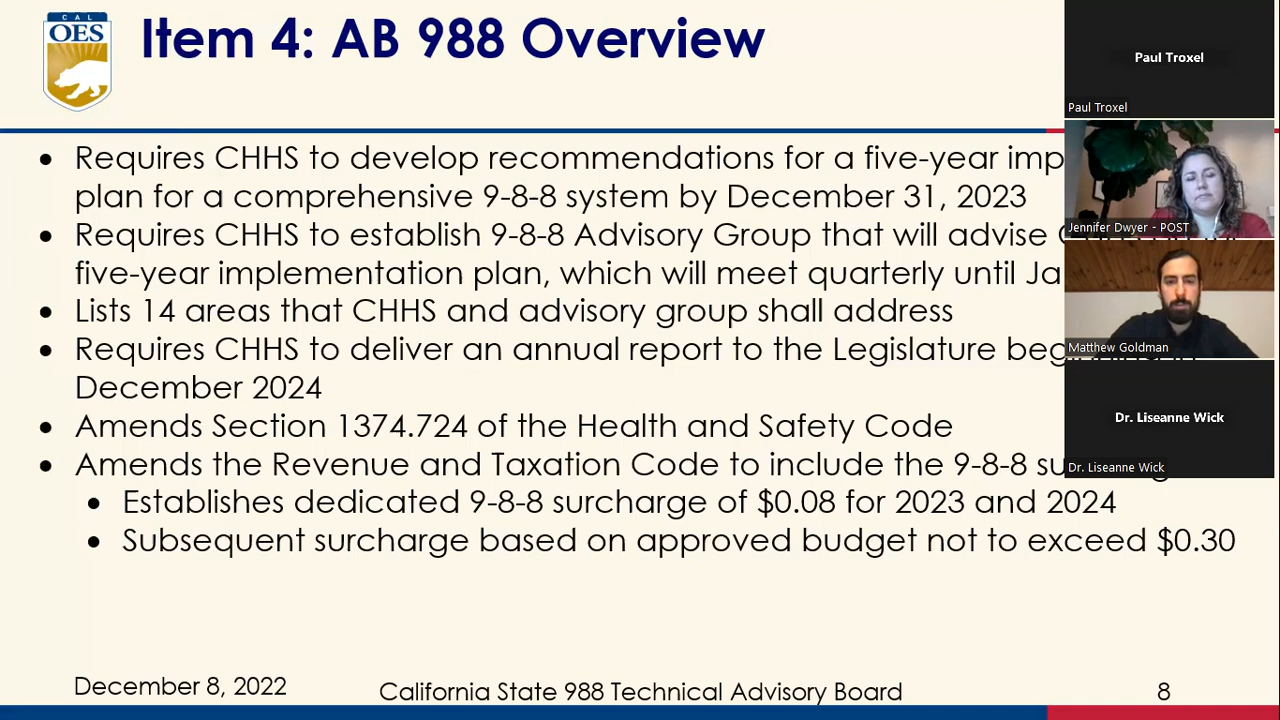 CAL
OES
Item 4: AB 988 Overview
• Requires CHHS to develop recommendations for a five-year
plan for a comprehensive 9-8-8 system by December 31, 2023
• Requires CHHS to establish 9-8-8 Advisory Group that will advise
five-year implementation plan, which will meet quarterly until
• Lists 14 areas that CHHS and advisory group shall address
• Requires CHHS to deliver an annual report to the Legislature
December 2024
• Amends Section 1374.724 of the Health and Safety Code
• Amends the Revenue and Taxation Code to include the 9-8-8
• Establishes dedicated 9-8-8 surcharge of $0.08 for 2023 and 2024
• Subsequent surcharge based on approved budget not to exceed $0.30
December 8, 2022
California State 988 Technical Advisory Board
8
Paul Troxel
Paul Troxel
Jennifer Dwyer - POST
Matthew Goldman
Dr. Liseanne Wick
Dr. Liseanne Wick